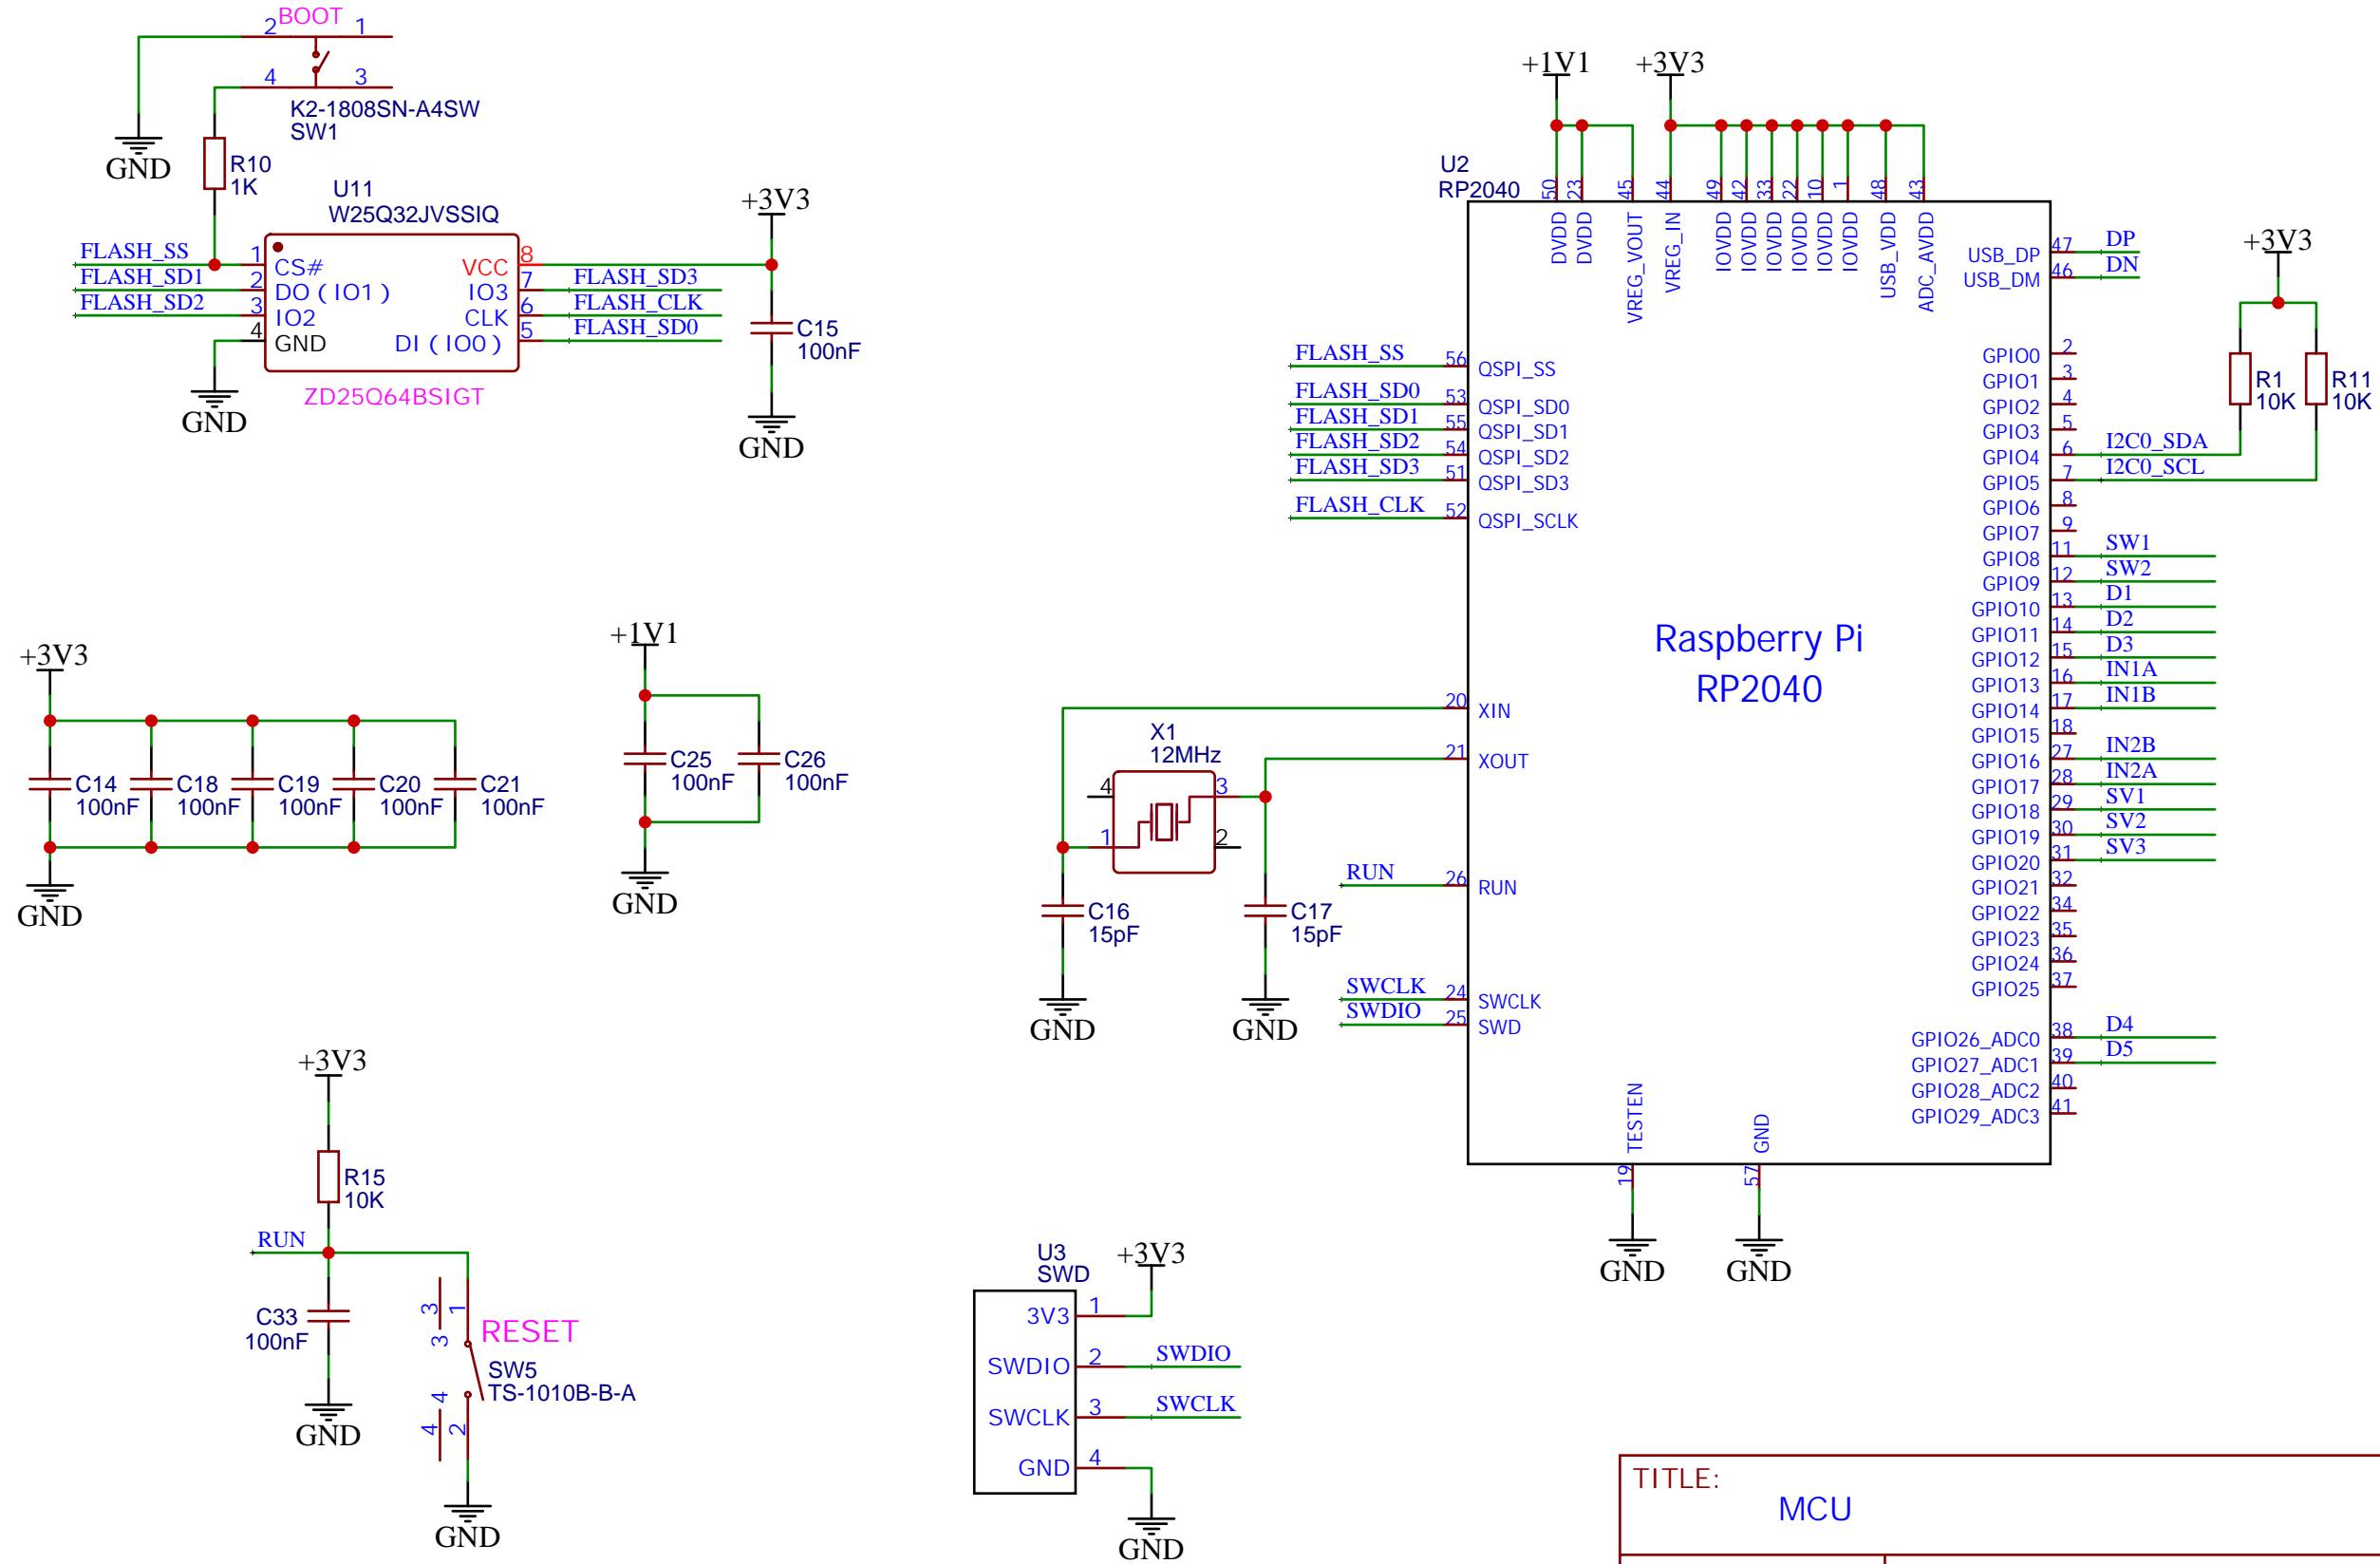 BOOT
2 1
4 3
K2-1808SN-A4SW
SW1
GND
R10
1K
U11
W25Q32JVSSIQ
FLASH_SS 1 CS#
FLASH_SD1 2 DO(IO1)
FLASH_SD2 3 IO2
4 GND
VCC 8
IO3 7 FLASH_SD3
CLK 6 FLASH_CLK
DI(IO0) 5 FLASH_SD0
ZD25Q64BSIGT
GND
+3V3
C15
100nF
GND
+3V3
C14
100nF
C18
100nF
C19
100nF
C20
100nF
C21
100nF
GND
+1V1
C25
100nF
C26
100nF
GND
+3V3
R15
10K
RUN
C33
100nF
GND
3 1
3
RESET
SW5
TS-1010B-B-A
4
4 2
GND
U3
SWD
+3V3
3V3 1
SWDIO 2 SWDIO
SWCLK 3 SWCLK
GND 4
GND
X1
12MHz
4 3
1 2
C16
15pF
GND
C17
15pF
GND
+1V1
+3V3
U2
RP2040
50 DVDD
23 DVDD
45 VREG_VOUT
44 VREG_IN
49 IOVDD
42 IOVDD
33 IOVDD
22 IOVDD
10 IOVDD
1 IOVDD
48 USB_VDD
43 ADC_AVDD
FLASH_SS 56 QSPI_SS
FLASH_SD0 53 QSPI_SD0
FLASH_SD1 55 QSPI_SD1
FLASH_SD2 54 QSPI_SD2
FLASH_SD3 51 QSPI_SD3
FLASH_CLK 52 QSPI_SCLK
20 XIN
21 XOUT
RUN 26 RUN
SWCLK 24 SWCLK
SWDIO 25 SWD
Raspberry Pi
RP2040
USB_DP 47 DP
USB_DM 46 DN
GPIO0 2
GPIO1 3
GPIO2 4
GPIO3 5
GPIO4 6 I2C0_SDA
GPIO5 7 I2C0_SCL
GPIO6 8
GPIO7 9
GPIO8 11 SW1
GPIO9 12 SW2
GPIO10 13 D1
GPIO11 14 D2
GPIO12 15 D3
GPIO13 16 IN1A
GPIO14 17 IN1B
GPIO15 18
GPIO16 27 IN2B
GPIO17 28 IN2A
GPIO18 29 SV1
GPIO19 30 SV2
GPIO20 31 SV3
GPIO21 32
GPIO22 34
GPIO23 35
GPIO24 36
GPIO25 37
GPIO26_ADC0 38 D4
GPIO27_ADC1 39 D5
GPIO28_ADC2 40
GPIO29_ADC3 41
TESTEN 19
GND 57
GND
GND
+3V3
R1
10K
R11
10K
TITLE:
MCU